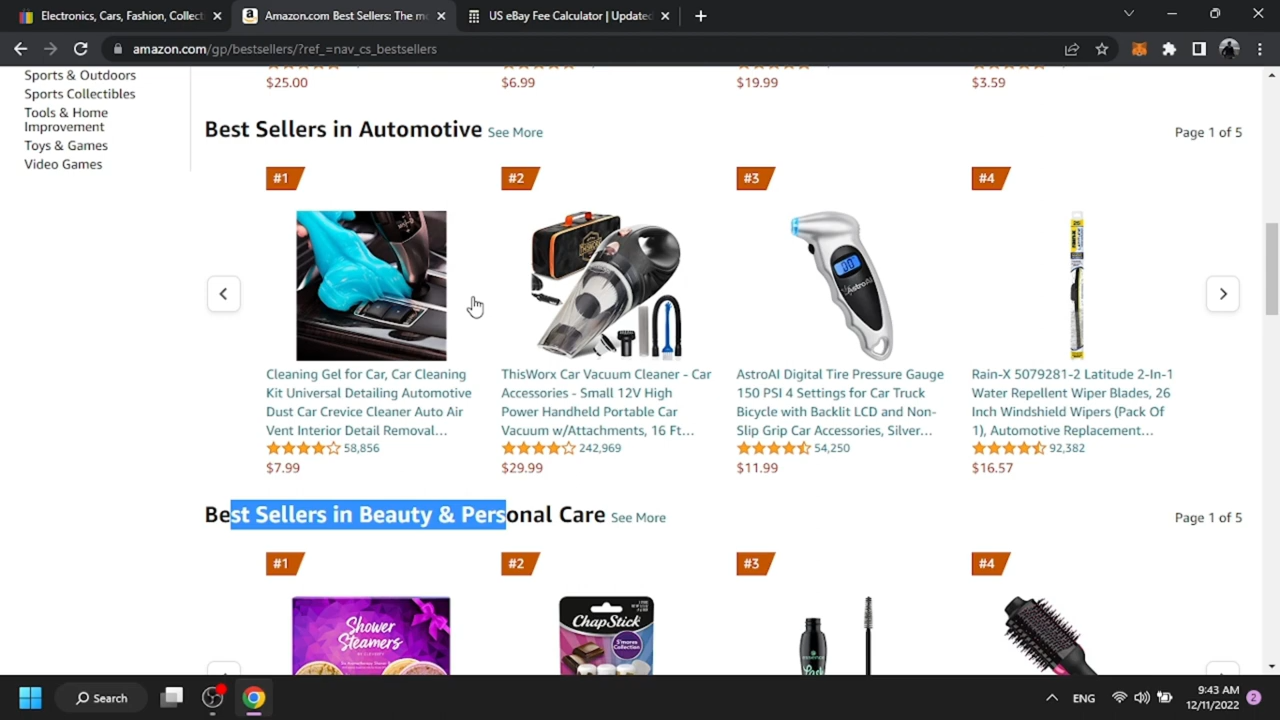 Electronics, Cars, Fashion, Collect
Amazon.com Best Sellers: The m
US eBay Fee Calculator | Updated
amazon.com/gp/bestsellers/?ref_=nav_cs_bestsellers
Sports & Outdoors
Sports Collectibles
Tools & Home
Improvement
Toys & Games
Video Games
$25.00
$6.99
$19.99
$3.59
Best Sellers in Automotive See More
Page 1 of 5
#1
#2
#3
#4
Cleaning Gel for Car, Car Cleaning
Kit Universal Detailing Automotive
Dust Car Crevice Cleaner Auto Air
Vent Interior Detail Removal...
58,856
$7.99
ThisWorx Car Vacuum Cleaner - Car
Accessories - Small 12V High
Power Handheld Portable Car
Vacuum w/Attachments, 16 Ft...
242,969
$29.99
AstroAI
AstroAI Digital Tire Pressure Gauge
150 PSI 4 Settings for Car Truck
Bicycle with Backlit LCD and Non-
Slip Grip Car Accessories, Silver...
54,250
$11.99
Rain-X 5079281-2 Latitude 2-In-1
Water Repellent Wiper Blades, 26
Inch Windshield Wipers (Pack Of
1), Automotive Replacement...
92,382
$16.57
Best Sellers in Beauty & Personal Care See More
Page 1 of 5
#1
#2
#3
#4
Shower
Steamers
ChapStick
S'mores
Collection
essence
Search
ENG
9:43 AM
12/11/2022
2